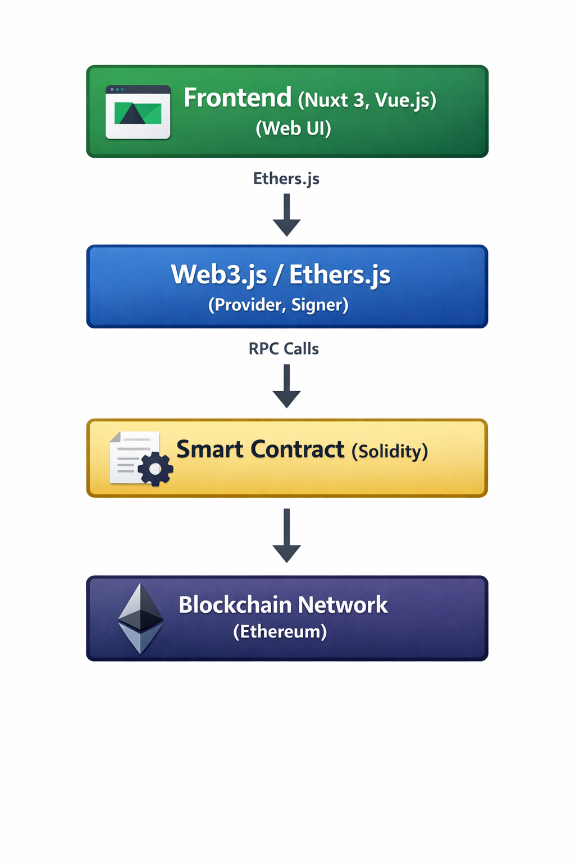 Frontend (Nuxt 3, Vue.js)
(Web UI)
Ethers.js
Web3.js / Ethers.js
(Provider, Signer)
RPC Calls
Smart Contract (Solidity)
Blockchain Network
(Ethereum)